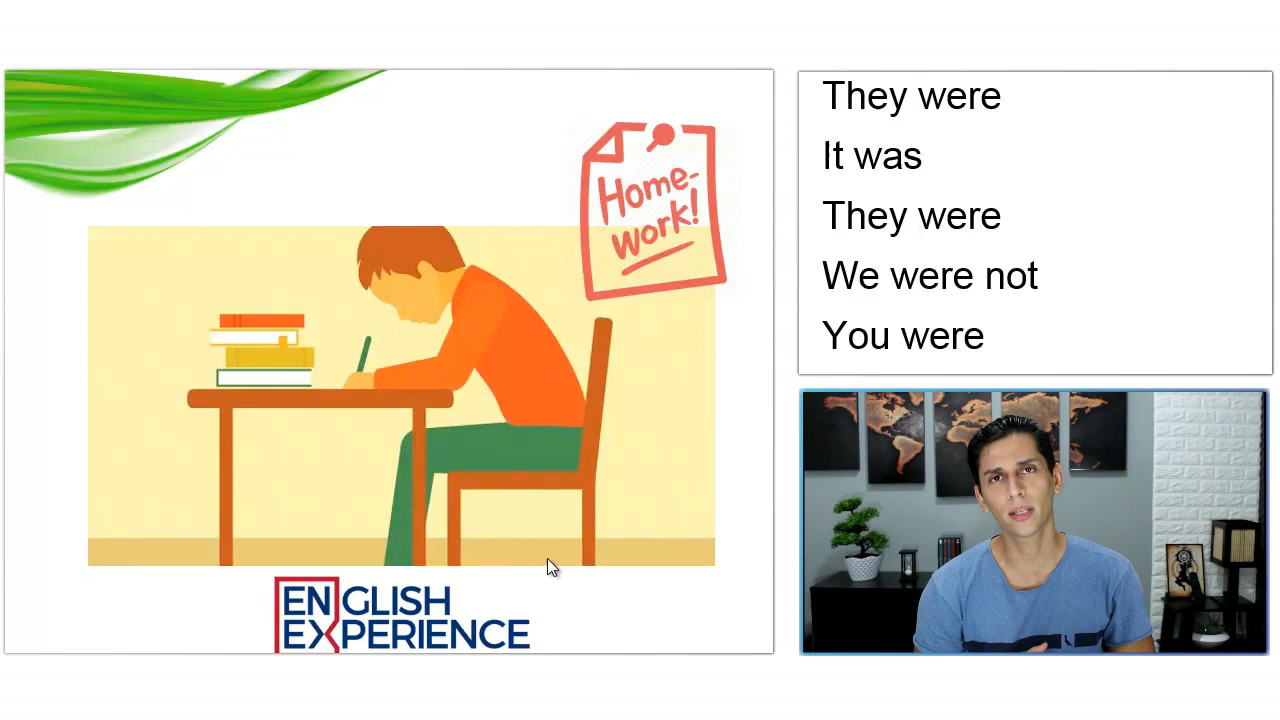 Home-
work!
ENGLISH
EXPERIENCE
They were
It was
They were
We were not
You were